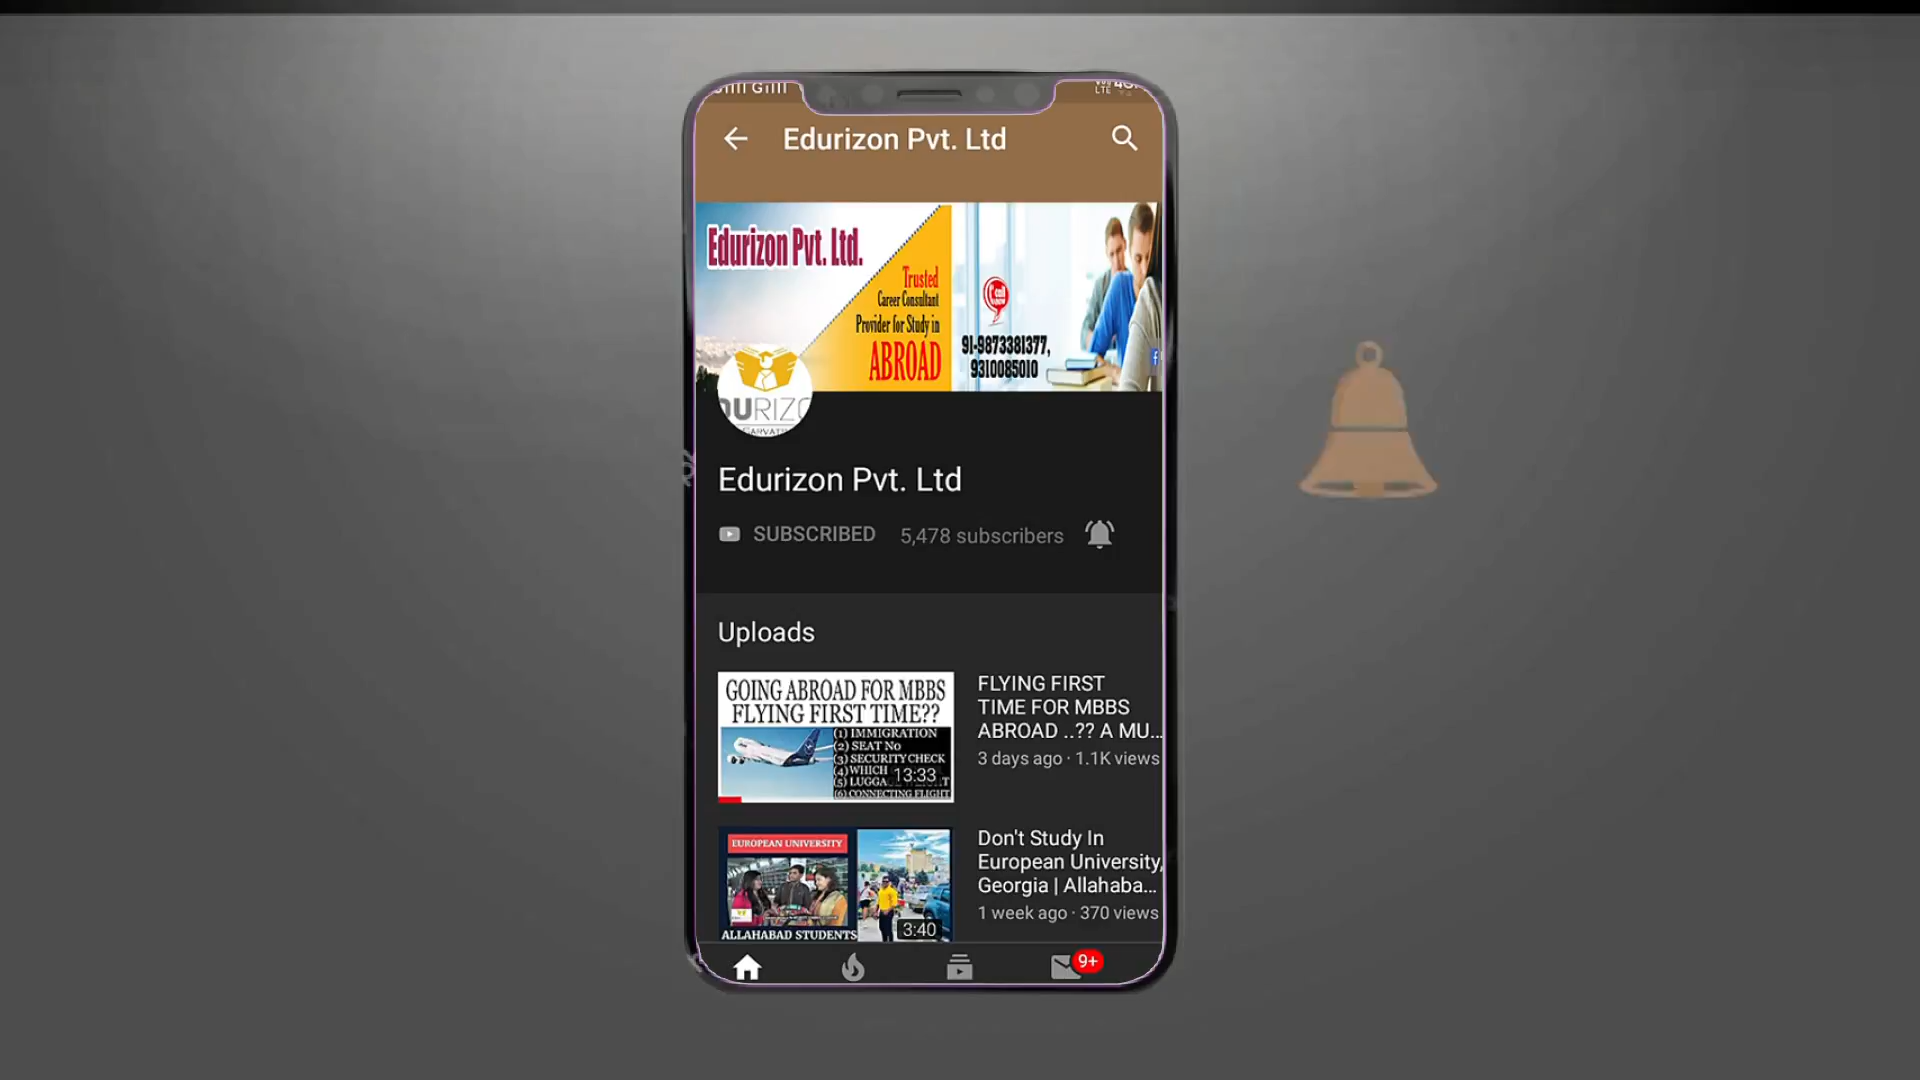 LTE
Edurizon Pvt. Ltd
Edurizon Pvt. Ltd.
Trusted
Career Consultant
Provider for Study in
ABROAD
Call
91-9873381377,
9310085010
Edurizon Pvt. Ltd
SUBSCRIBED 5,478 subscribers
Uploads
GOING ABROAD FOR MBBS
FLYING FIRST TIME??
(1) IMMIGRATION
(2) SEAT No
(3) SECURITY CHECK
(4) WHICH
13:33
(6) CONNECTING FLIGHT
FLYING FIRST
TIME FOR MBBS
ABROAD ..?? A MU...
3 days ago · 1.1K views
EUROPEAN UNIVERSITY
3:40
ALLAHABAD STUDENTS
Don't Study In
European University,
Georgia | Allahaba...
1 week ago · 370 views
9+